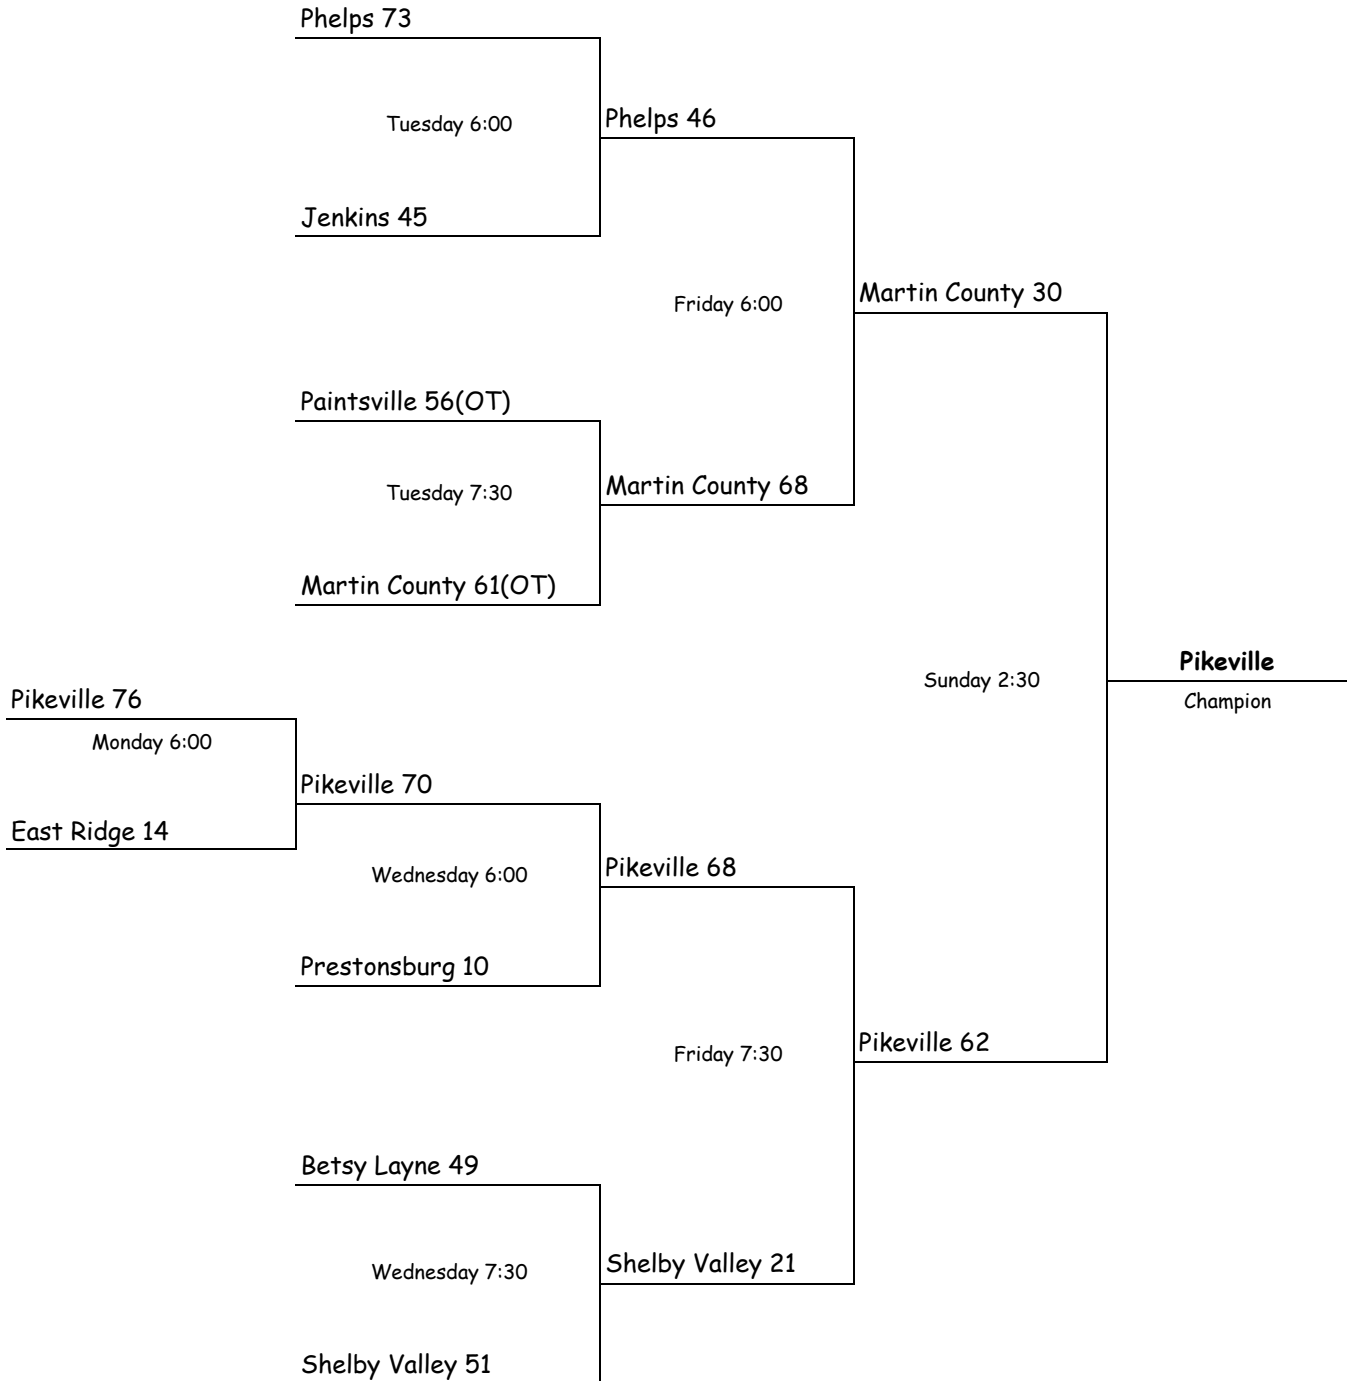 Phelps 73
Tuesday 6:00
Phelps 46
Jenkins 45
Friday 6:00
Martin County 30
Paintsville 56(OT)
Tuesday 7:30
Martin County 68
Martin County 61(OT)
Sunday 2:30
Pikeville
Champion
Pikeville 76
Monday 6:00
Pikeville 70
East Ridge 14
Wednesday 6:00
Pikeville 68
Prestonsburg 10
Friday 7:30
Pikeville 62
Betsy Layne 49
Wednesday 7:30
Shelby Valley 21
Shelby Valley 51